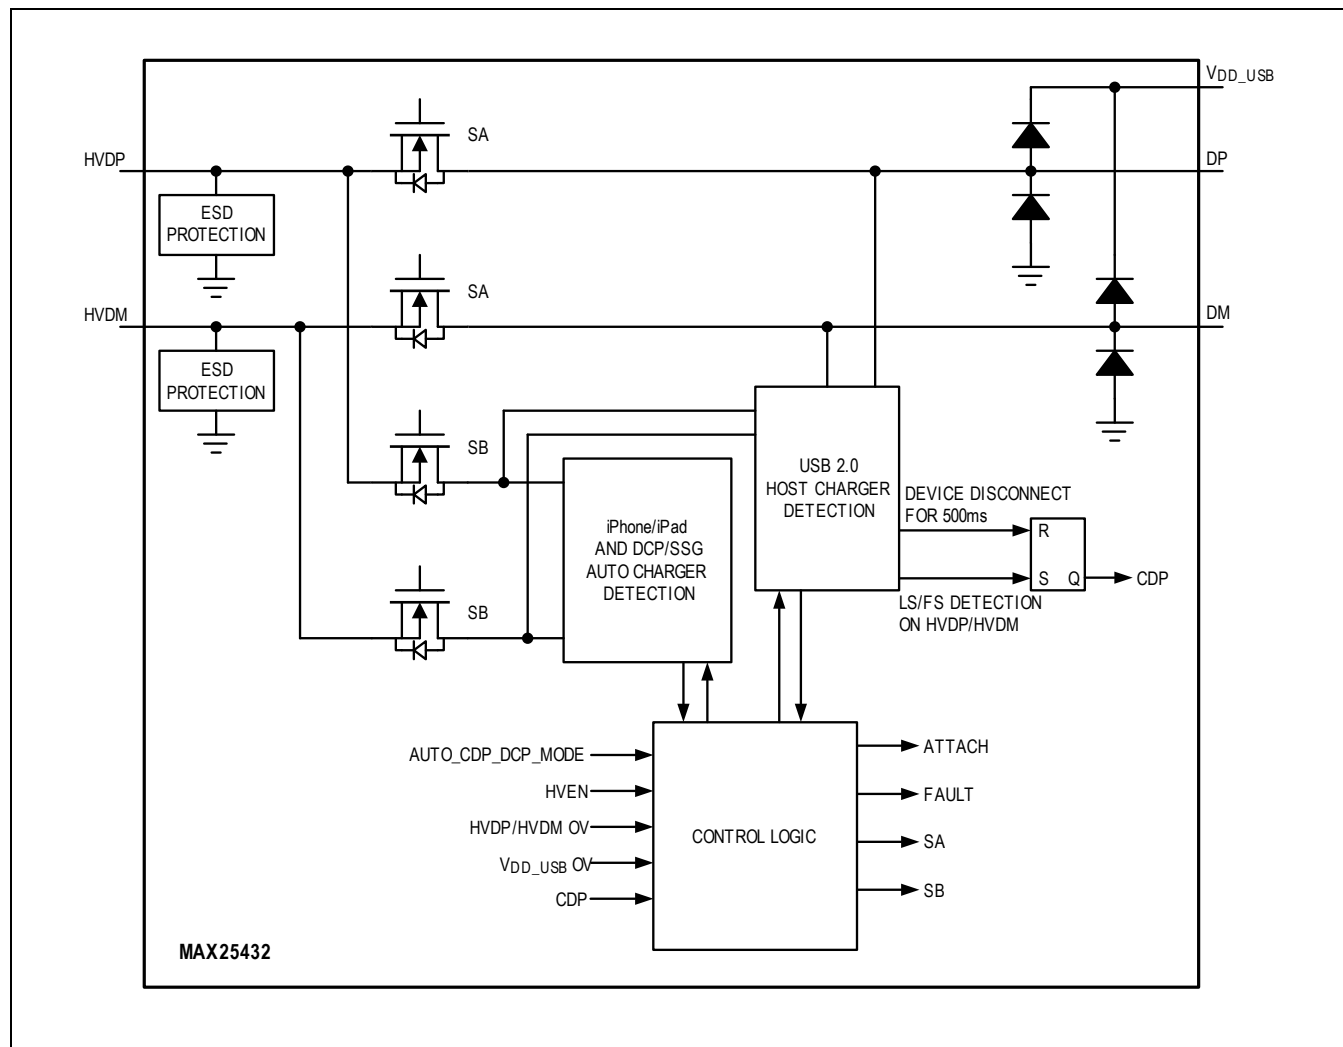 VDD_USB
SA
HVDP
DP
ESD
PROTECTION
SA
HVDM
DM
ESD
PROTECTION
SB
USB 2.0
HOST CHARGER
DETECTION
DEVICE DISCONNECT
FOR 500ms
iPhone/iPad
AND DCP/SSG
AUTO CHARGER
DETECTION
R
S Q
CDP
LS/FS DETECTION
ON HVDP/HVDM
SB
AUTO_CDP_DCP_MODE
HVEN
HVDP/HVDM OV
VDD_USB OV
CDP
CONTROL LOGIC
ATTACH
FAULT
SA
SB
MAX25432